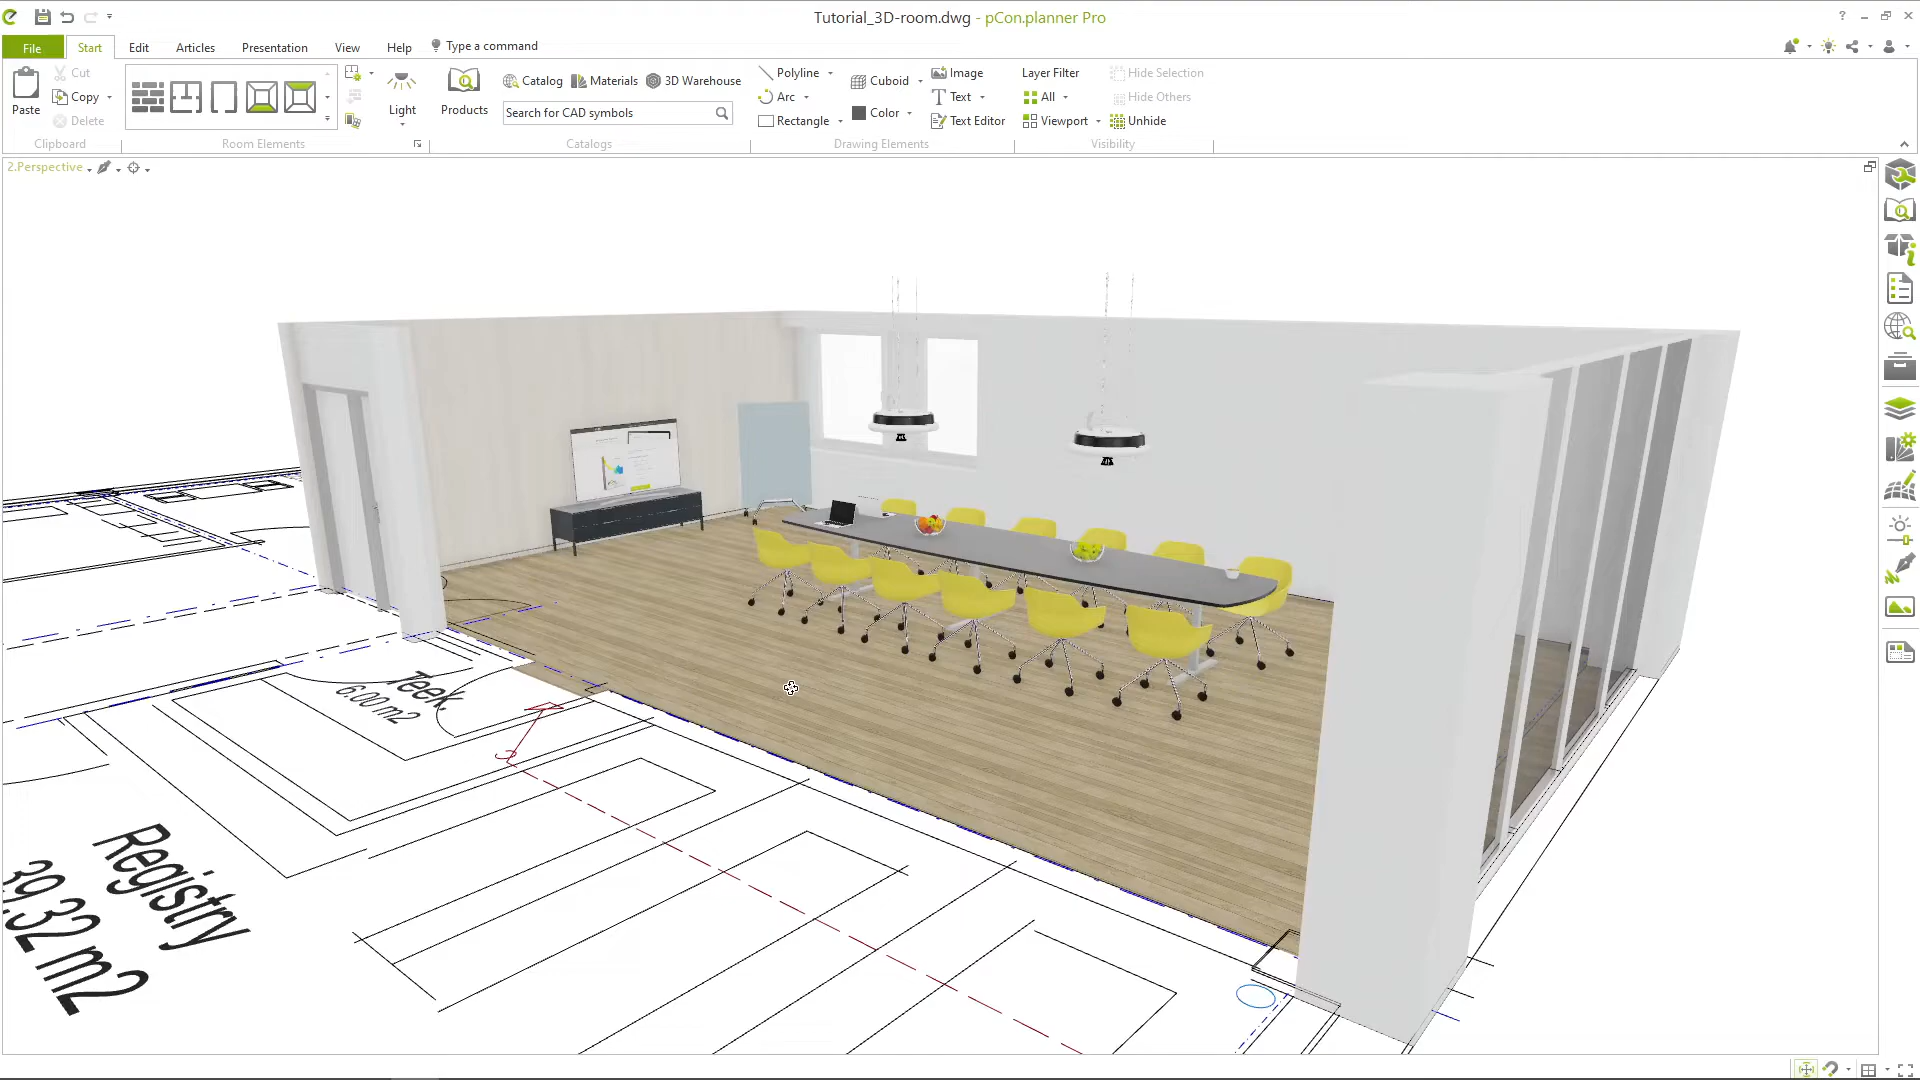 Tutorial_3D-room.dwg - pCon.planner Pro
?
File Start Edit Articles Presentation View Help Type a command
Paste
Cut
Copy
Delete
Clipboard
Room Elements
Light
Products
Catalog Materials 3D Warehouse
Search for CAD symbols
Catalogs
Polyline
Arc
Rectangle
Cuboid
Color
Image
Text
Text Editor
Drawing Elements
Layer Filter
All
Viewport
Hide Selection
Hide Others
Unhide
Visibility
2.Perspective
Teek.
6.00 m2
Registry
39,32 m2